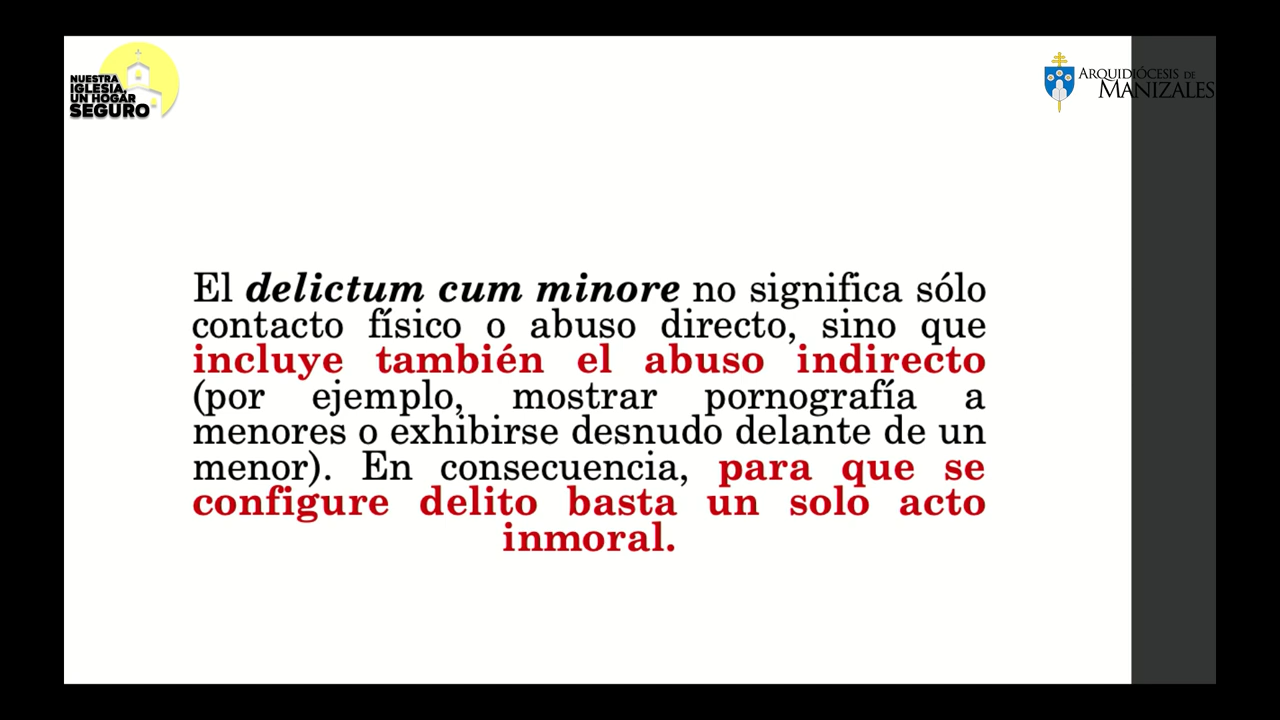 NUESTRA
IGLESIA,
UN HOGAR
SEGURO
ARQUIDIÓCESIS DE
MANIZALES
El delictum cum minore no significa sólo
contacto físico o abuso directo, sino que
incluye también el abuso indirecto
(por ejemplo, mostrar pornografía a
menores o exhibirse desnudo delante de un
menor). En consecuencia, para que se
configure delito basta un solo acto
inmoral.